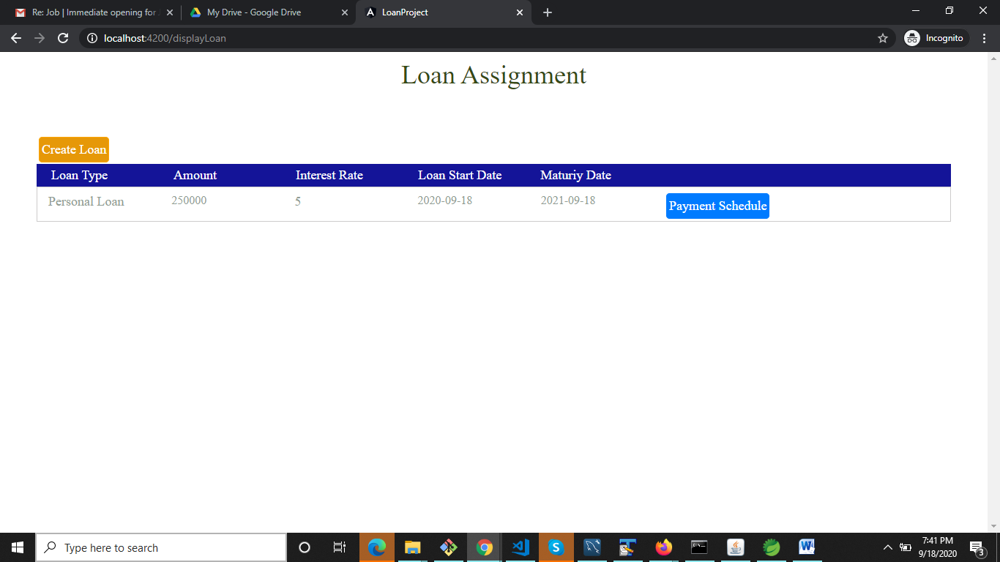 Re: Job | Immediate opening for
My Drive - Google Drive
LoanProject
localhost:4200/displayLoan
Incognito
Loan Assignment
Create Loan
Loan Type Amount Interest Rate Loan Start Date Maturiy Date
Personal Loan 250000 5 2020-09-18 2021-09-18 Payment Schedule
Type here to search
7:41 PM
9/18/2020
3